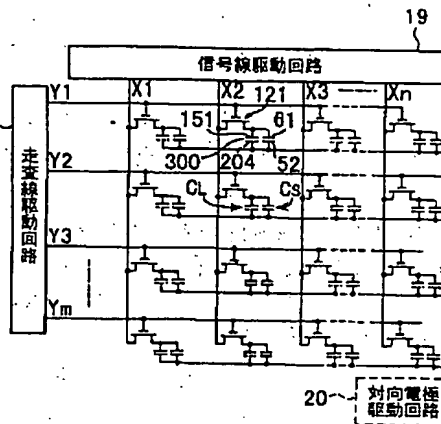 19
信号線駆動回路
X1 X2 X3 Xn
Y1
121
151 61
300 204 52
Y2
CL Cs
走査線駆動回路
Y3
Ym
20
対向電極
駆動回路